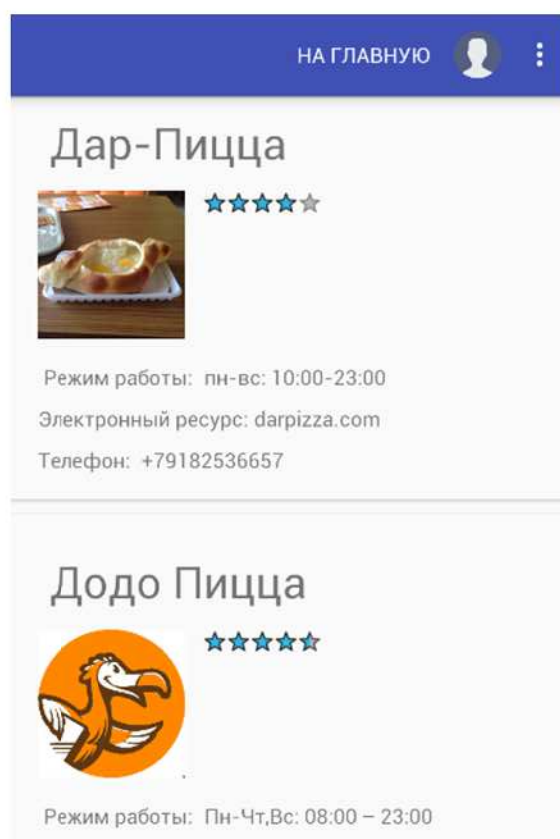 НА ГЛАВНУЮ
Дар-Пицца
Режим работы: пн-вс: 10:00-23:00
Электронный ресурс: darpizza.com
Телефон: +79182536657
Додо Пицца
Режим работы: Пн-Чт,Вс: 08:00 – 23:00